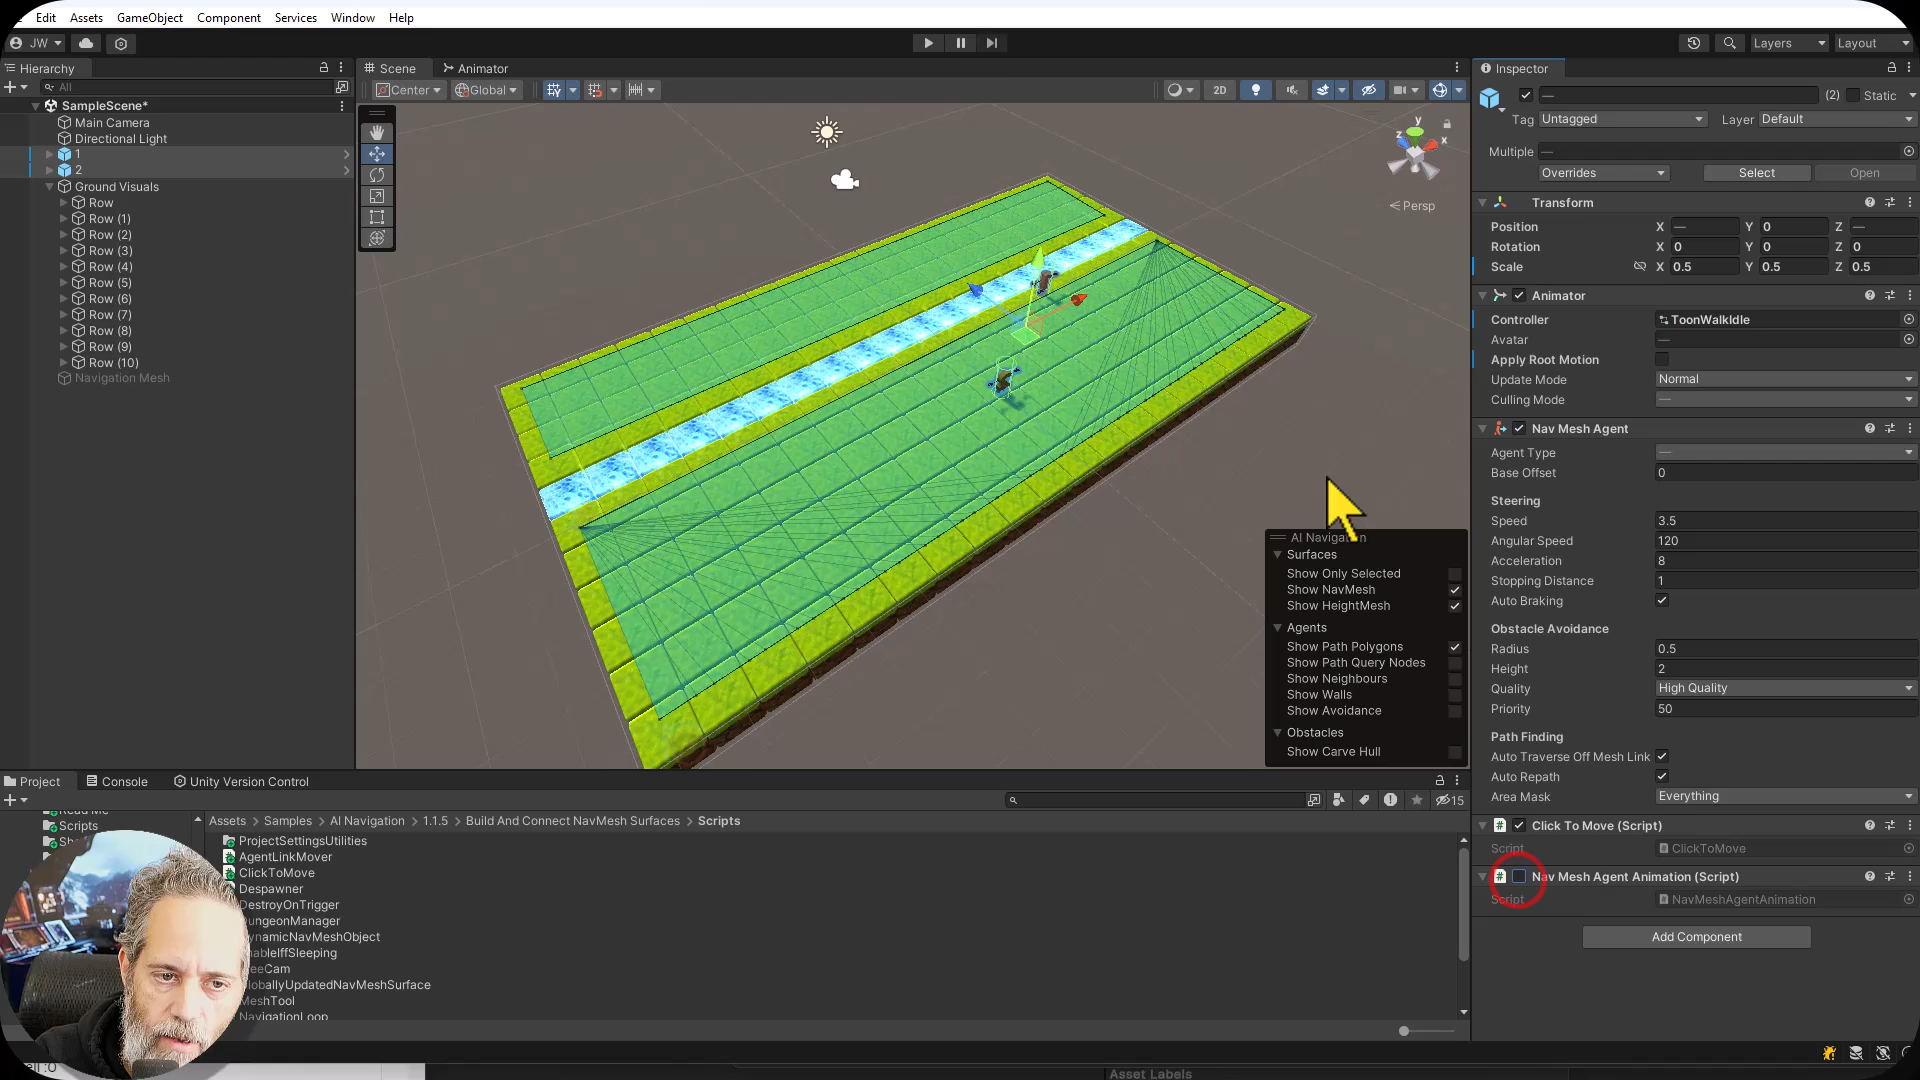 Edit Assets GameObject Component Services Window Help
JW Layers Layout
Hierarchy
All
SampleScene*
Main Camera
Directional Light
1
2
Ground Visuals
Row
Row (1)
Row (2)
Row (3)
Row (4)
Row (5)
Row (6)
Row (7)
Row (8)
Row (9)
Row (10)
Navigation Mesh
Scene Animator
Center Global 2D
y
z x
Persp
AI Navigation
Surfaces
Show Only Selected
Show NavMesh
Show HeightMesh
Agents
Show Path Polygons
Show Path Query Nodes
Show Neighbours
Show Walls
Show Avoidance
Obstacles
Show Carve Hull
Inspector
— (2) Static
Tag Untagged Layer Default
Multiple —
Overrides Select Open
Transform
Position X — Y 0 Z —
Rotation X 0 Y 0 Z 0
Scale X 0.5 Y 0.5 Z 0.5
Animator
Controller ToonWalkIdle
Avatar —
Apply Root Motion
Update Mode Normal
Culling Mode —
Nav Mesh Agent
Agent Type —
Base Offset 0
Steering
Speed 3.5
Angular Speed 120
Acceleration 8
Stopping Distance 1
Auto Braking
Obstacle Avoidance
Radius 0.5
Height 2
Quality High Quality
Priority 50
Path Finding
Auto Traverse Off Mesh Link
Auto Repath
Area Mask Everything
# Click To Move (Script)
Script ClickToMove
# Nav Mesh Agent Animation (Script)
Script NavMeshAgentAnimation
Add Component
Project Console Unity Version Control
15
Read Me
Scripts
Assets > Samples > AI Navigation > 1.1.5 > Build And Connect NavMesh Surfaces > Scripts
ProjectSettingsUtilities
AgentLinkMover
ClickToMove
Despawner
DestroyOnTrigger
DungeonManager
ynamicNavMeshObject
nableIffSleeping
eeCam
loballyUpdatedNavMeshSurface
MeshTool
NavigationLoop
Asset Labels